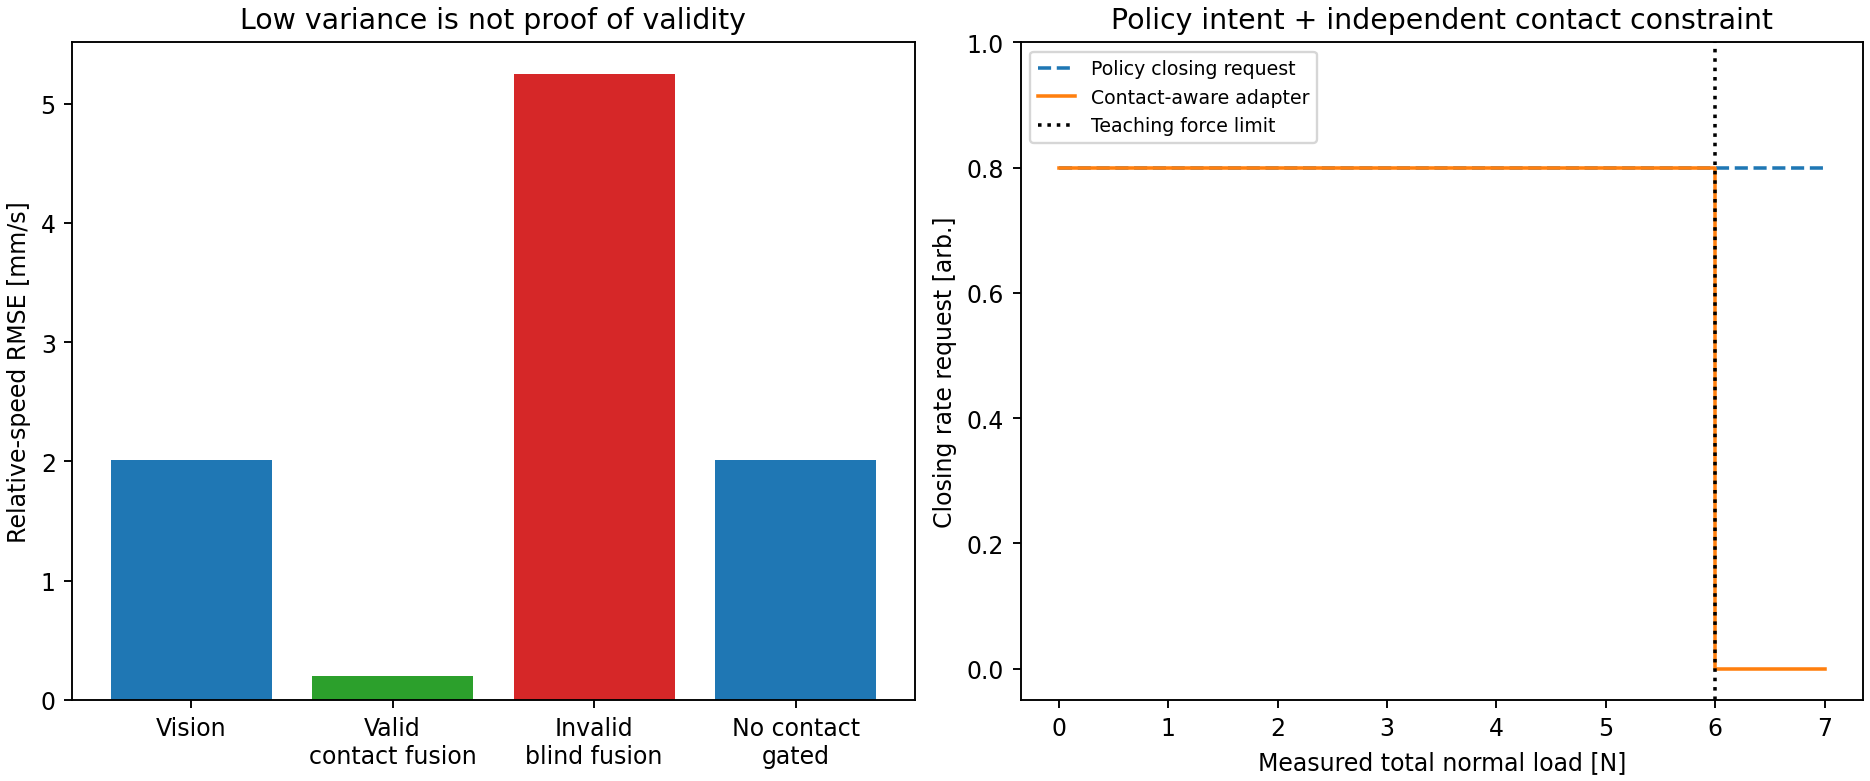 Low variance is not proof of validity
Relative-speed RMSE [mm/s]
5
4
3
2
1
0
Vision
Valid
contact fusion
Invalid
blind fusion
No contact
gated
Policy intent + independent contact constraint
Policy closing request
Contact-aware adapter
Teaching force limit
Closing rate request [arb.]
1.0
0.8
0.6
0.4
0.2
0.0
0 1 2 3 4 5 6 7
Measured total normal load [N]